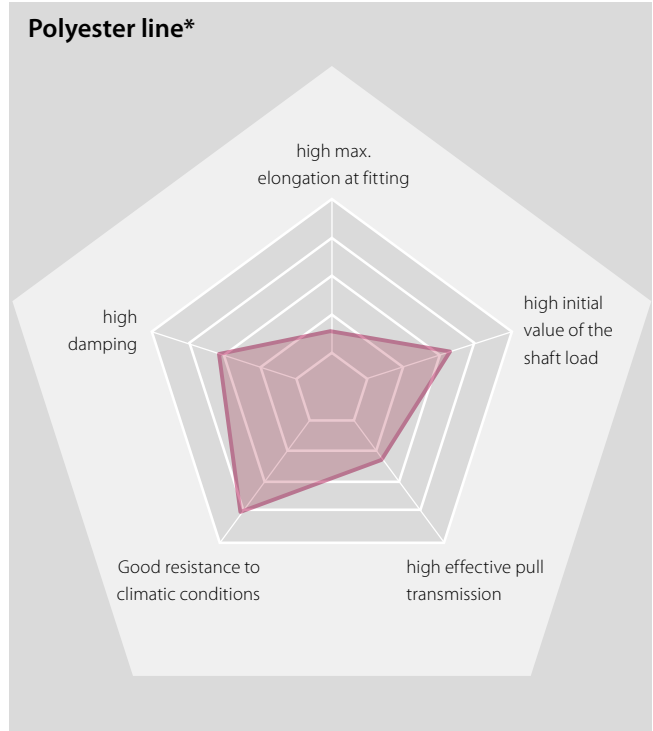 Polyester line*
high max.
elongation at fitting
high
damping
high initial
value of the
shaft load
Good resistance to
climatic conditions
high effective pull
transmission